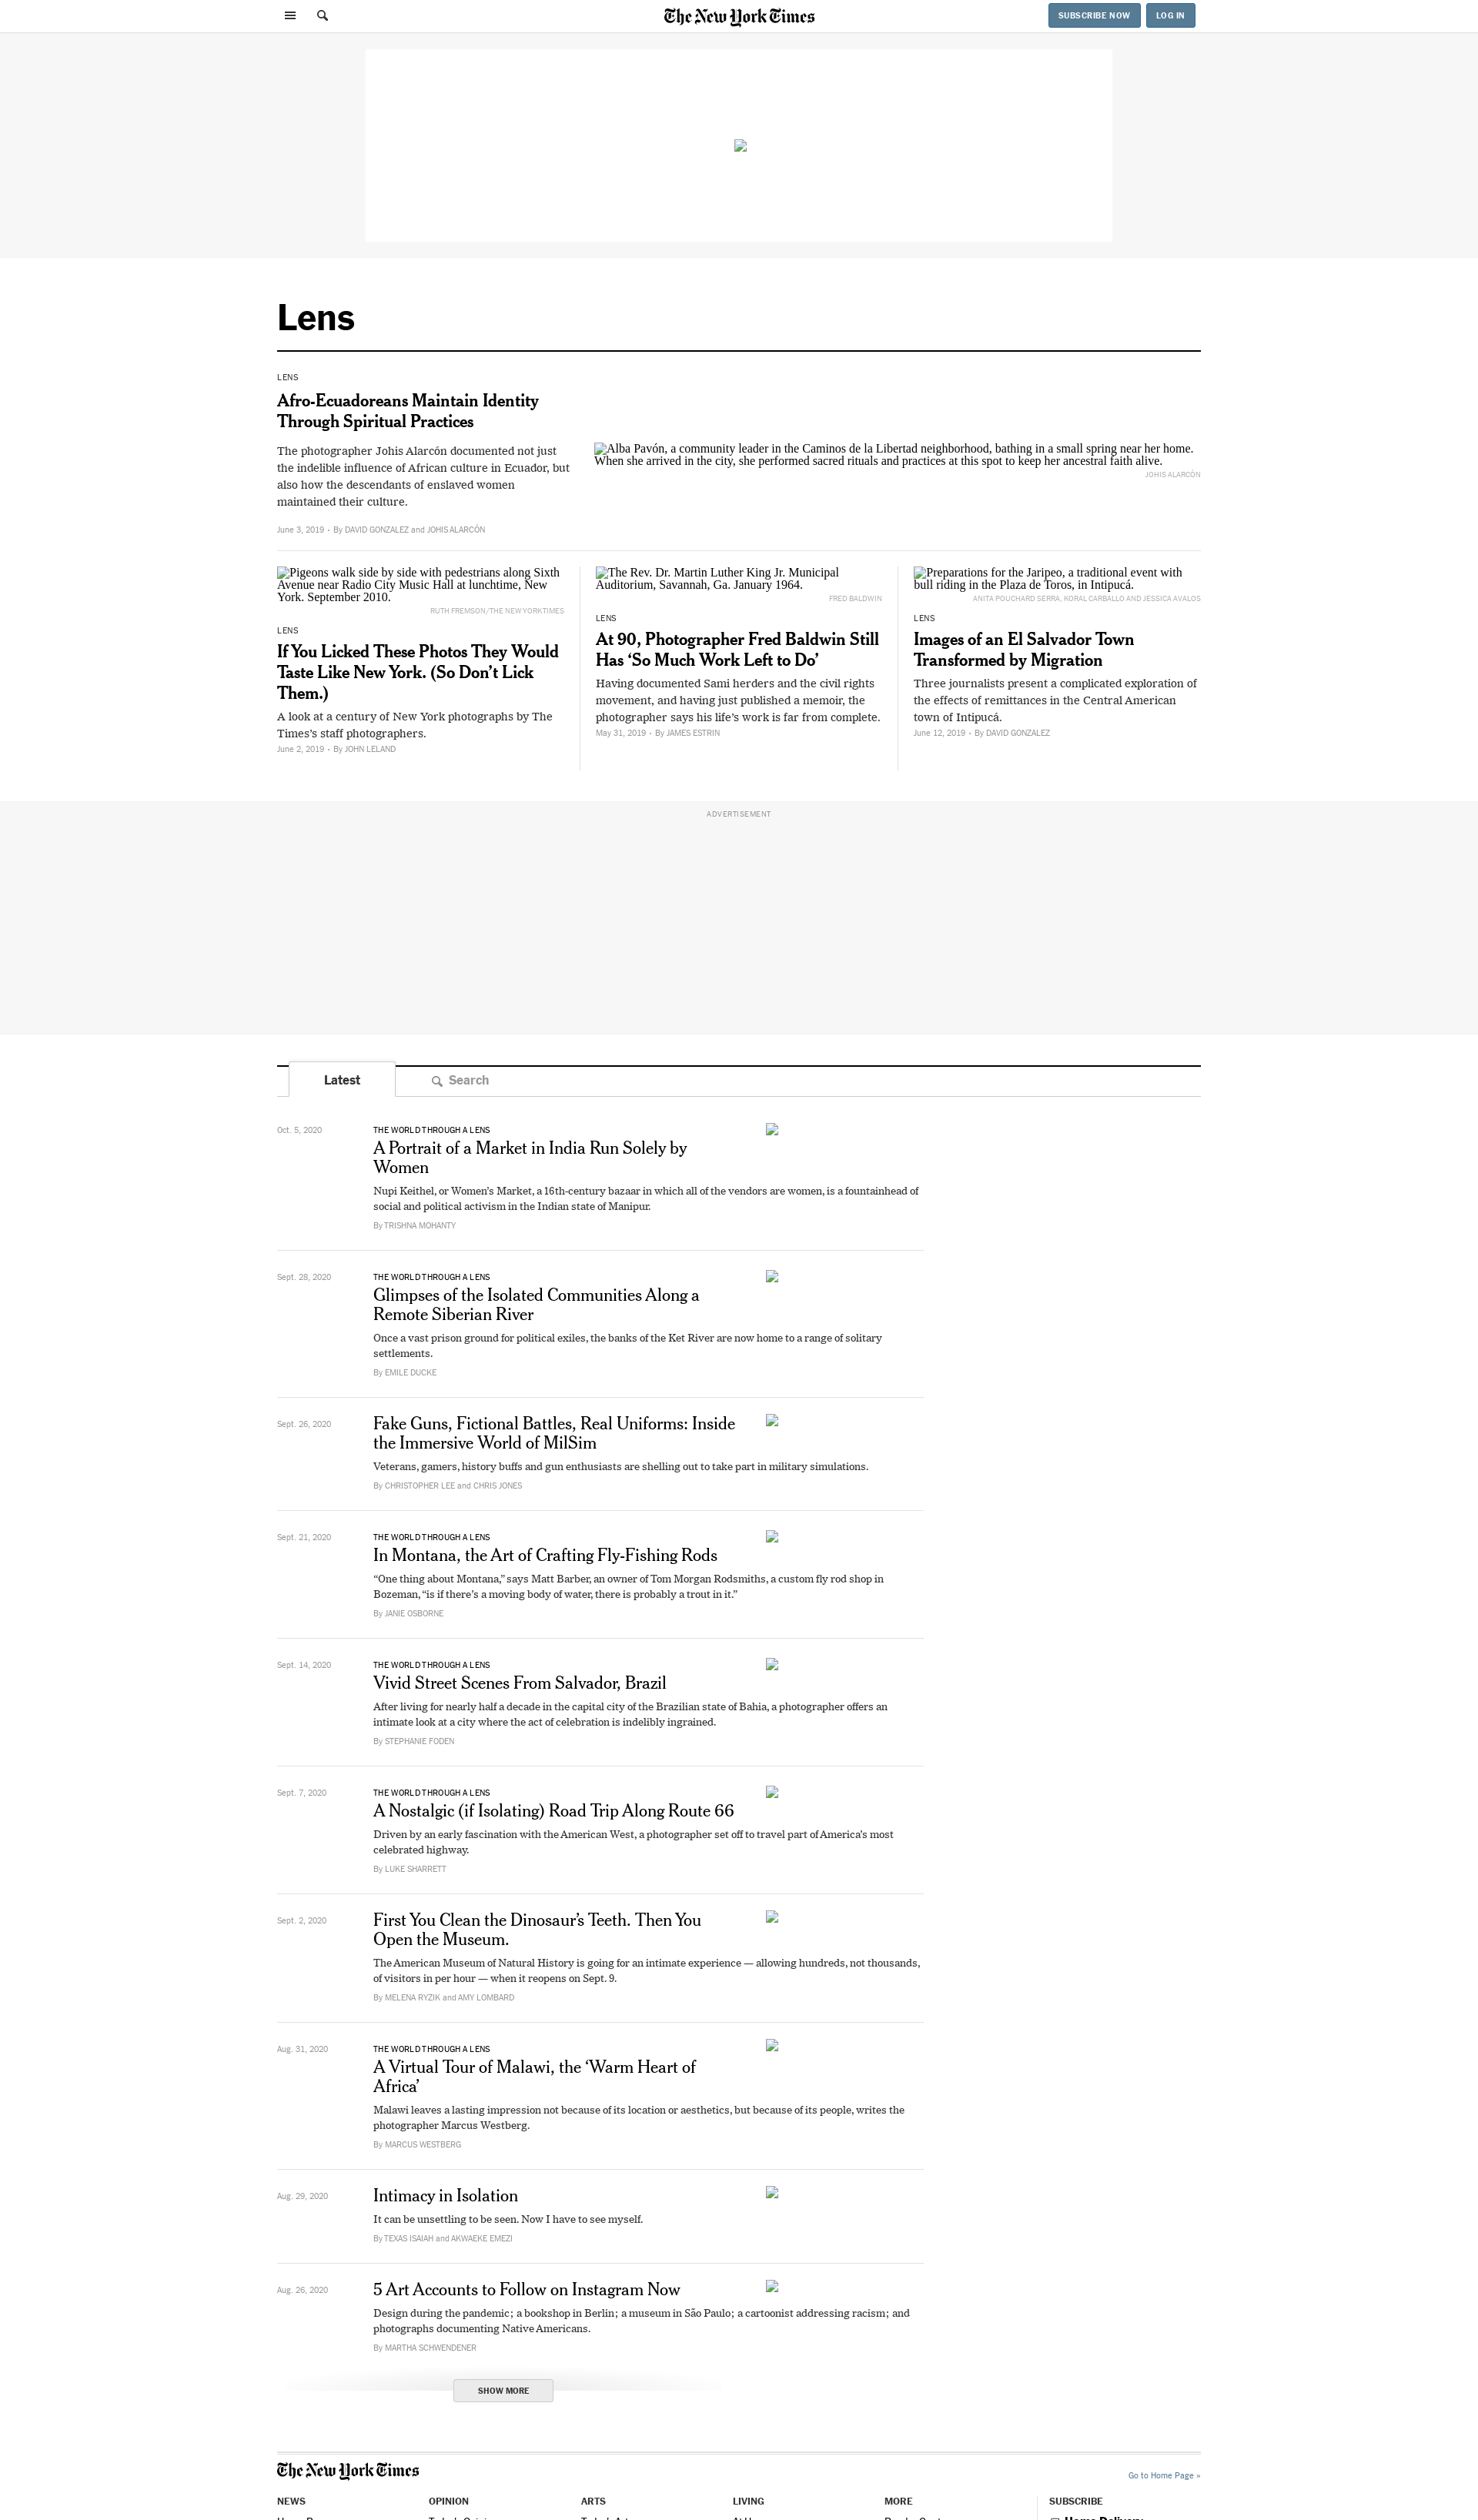 The New York Times
SUBSCRIBE NOW
LOG IN
Lens
LENS
Afro-Ecuadoreans Maintain Identity
Through Spiritual Practices
The photographer Johis Alarcón documented not just
the indelible influence of African culture in Ecuador, but
also how the descendants of enslaved women
maintained their culture.
June 3, 2019 • By DAVID GONZALEZ and JOHIS ALARCÓN
Alba Pavón, a community leader in the Caminos de la Libertad neighborhood, bathing in a small spring near her home.
When she arrived in the city, she performed sacred rituals and practices at this spot to keep her ancestral faith alive.
JOHIS ALARCÓN
Pigeons walk side by side with pedestrians along Sixth
Avenue near Radio City Music Hall at lunchtime, New
York. September 2010.
RUTH FREMSON/THE NEW YORK TIMES
LENS
If You Licked These Photos They Would
Taste Like New York. (So Don’t Lick
Them.)
A look at a century of New York photographs by The
Times’s staff photographers.
June 2, 2019 • By JOHN LELAND
The Rev. Dr. Martin Luther King Jr. Municipal
Auditorium, Savannah, Ga. January 1964.
FRED BALDWIN
LENS
At 90, Photographer Fred Baldwin Still
Has ‘So Much Work Left to Do’
Having documented Sami herders and the civil rights
movement, and having just published a memoir, the
photographer says his life’s work is far from complete.
May 31, 2019 • By JAMES ESTRIN
Preparations for the Jaripeo, a traditional event with
bull riding in the Plaza de Toros, in Intipucá.
ANITA POUCHARD SERRA, KORAL CARBALLO AND JESSICA AVALOS
LENS
Images of an El Salvador Town
Transformed by Migration
Three journalists present a complicated exploration of
the effects of remittances in the Central American
town of Intipucá.
June 12, 2019 • By DAVID GONZALEZ
ADVERTISEMENT
Latest
Search
Oct. 5, 2020
THE WORLD THROUGH A LENS
A Portrait of a Market in India Run Solely by
Women
Nupi Keithel, or Women’s Market, a 16th-century bazaar in which all of the vendors are women, is a fountainhead of
social and political activism in the Indian state of Manipur.
By TRISHNA MOHANTY
Sept. 28, 2020
THE WORLD THROUGH A LENS
Glimpses of the Isolated Communities Along a
Remote Siberian River
Once a vast prison ground for political exiles, the banks of the Ket River are now home to a range of solitary
settlements.
By EMILE DUCKE
Sept. 26, 2020
Fake Guns, Fictional Battles, Real Uniforms: Inside
the Immersive World of MilSim
Veterans, gamers, history buffs and gun enthusiasts are shelling out to take part in military simulations.
By CHRISTOPHER LEE and CHRIS JONES
Sept. 21, 2020
THE WORLD THROUGH A LENS
In Montana, the Art of Crafting Fly-Fishing Rods
“One thing about Montana,” says Matt Barber, an owner of Tom Morgan Rodsmiths, a custom fly rod shop in
Bozeman, “is if there’s a moving body of water, there is probably a trout in it.”
By JANIE OSBORNE
Sept. 14, 2020
THE WORLD THROUGH A LENS
Vivid Street Scenes From Salvador, Brazil
After living for nearly half a decade in the capital city of the Brazilian state of Bahia, a photographer offers an
intimate look at a city where the act of celebration is indelibly ingrained.
By STEPHANIE FODEN
Sept. 7, 2020
THE WORLD THROUGH A LENS
A Nostalgic (if Isolating) Road Trip Along Route 66
Driven by an early fascination with the American West, a photographer set off to travel part of America’s most
celebrated highway.
By LUKE SHARRETT
Sept. 2, 2020
First You Clean the Dinosaur’s Teeth. Then You
Open the Museum.
The American Museum of Natural History is going for an intimate experience — allowing hundreds, not thousands,
of visitors in per hour — when it reopens on Sept. 9.
By MELENA RYZIK and AMY LOMBARD
Aug. 31, 2020
THE WORLD THROUGH A LENS
A Virtual Tour of Malawi, the ‘Warm Heart of
Africa’
Malawi leaves a lasting impression not because of its location or aesthetics, but because of its people, writes the
photographer Marcus Westberg.
By MARCUS WESTBERG
Aug. 29, 2020
Intimacy in Isolation
It can be unsettling to be seen. Now I have to see myself.
By TEXAS ISAIAH and AKWAEKE EMEZI
Aug. 26, 2020
5 Art Accounts to Follow on Instagram Now
Design during the pandemic; a bookshop in Berlin; a museum in São Paulo; a cartoonist addressing racism; and
photographs documenting Native Americans.
By MARTHA SCHWENDENER
SHOW MORE
The New York Times
Go to Home Page »
NEWS
OPINION
ARTS
LIVING
MORE
SUBSCRIBE